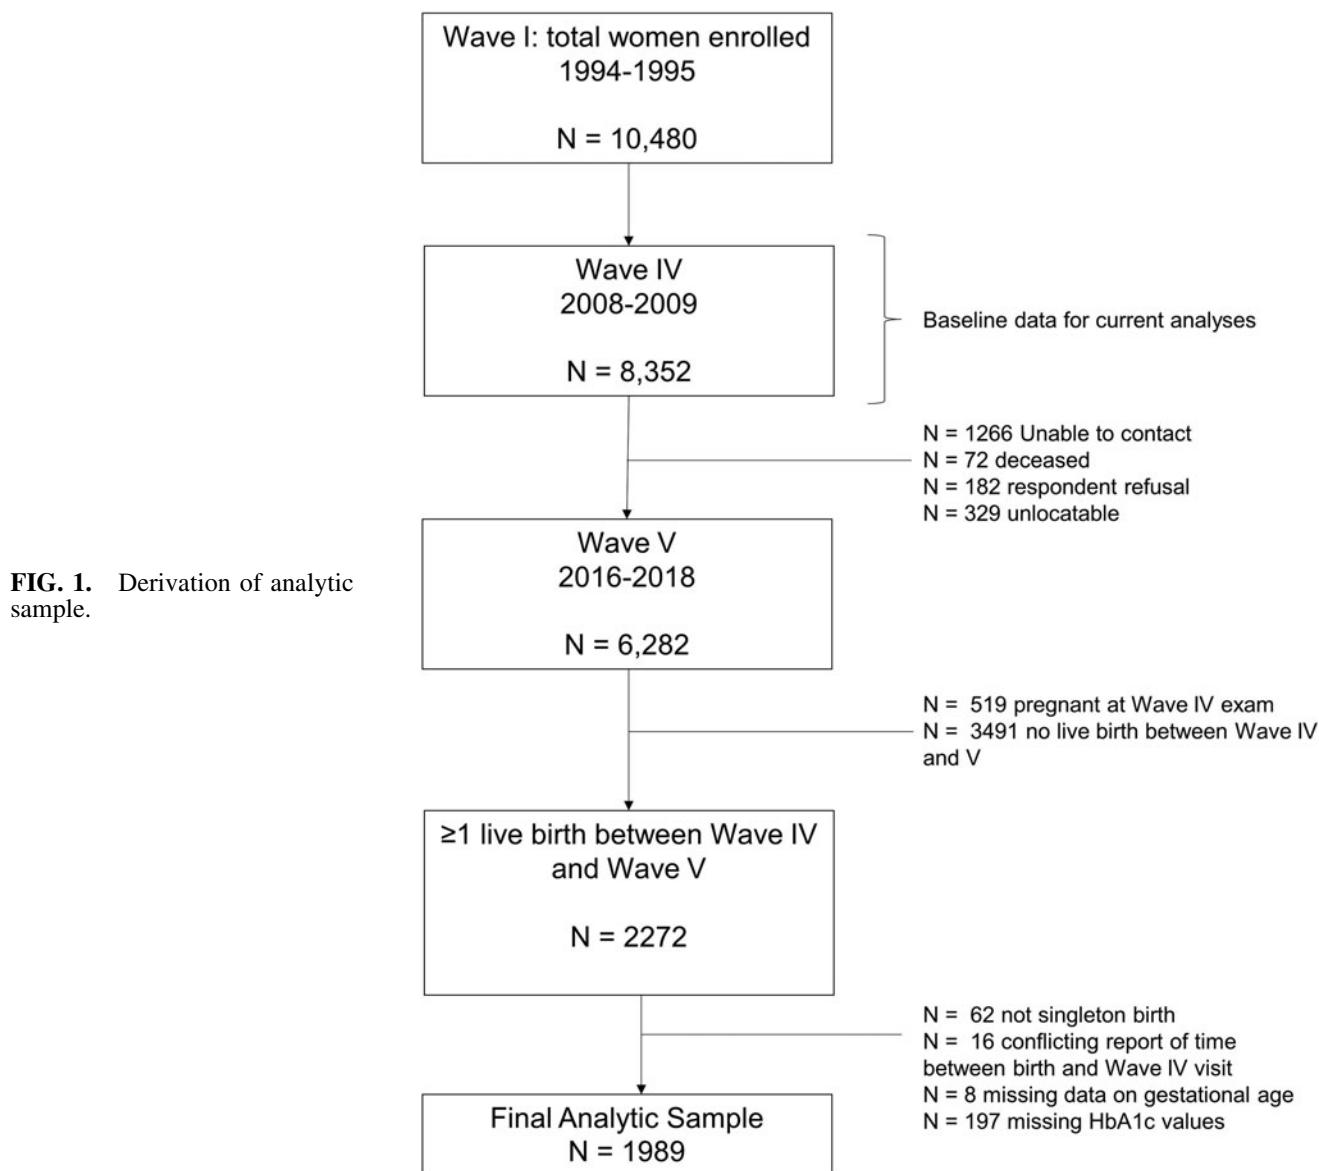 Wave I: total women enrolled
1994-1995
N = 10,480
Wave IV
2008-2009
N = 8,352
Baseline data for current analyses
N = 1266 Unable to contact
N = 72 deceased
N = 182 respondent refusal
N = 329 unlocatable
Wave V
2016-2018
N = 6,282
FIG. 1. Derivation of analytic
sample.
N = 519 pregnant at Wave IV exam
N = 3491 no live birth between Wave IV
and V
≥1 live birth between Wave IV
and Wave V
N = 2272
N = 62 not singleton birth
N = 16 conflicting report of time
between birth and Wave IV visit
N = 8 missing data on gestational age
N = 197 missing HbA1c values
Final Analytic Sample
N = 1989